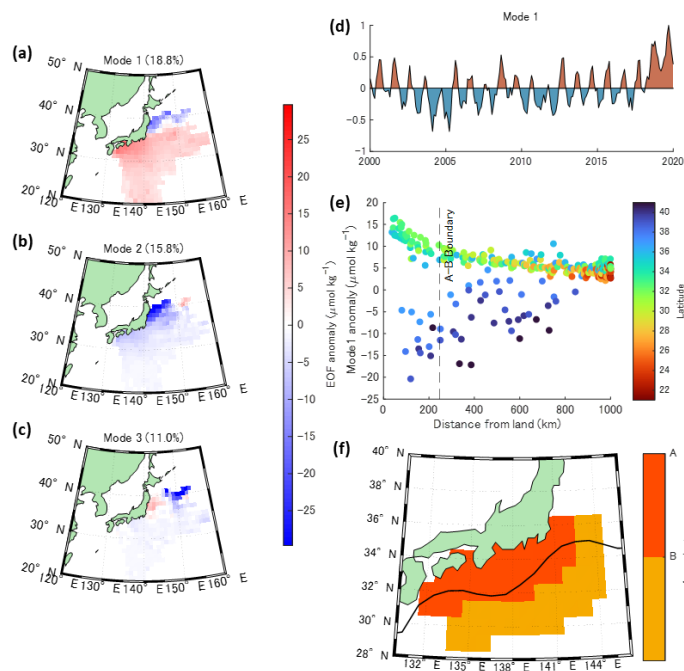 (a)
Mode 1 (18.8%)
50° N
40° N
30° N
20° N
120° E 130° E 140° E 150° E 160° E
(b)
Mode 2 (15.8%)
50° N
40° N
30° N
20° N
120° E 130° E 140° E 150° E 160° E
(c)
Mode 3 (11.0%)
50° N
40° N
30° N
20° N
120° E 130° E 140° E 150° E 160° E
25
20
15
10
5
0
-5
-10
-15
-20
-25
EOF anomaly (μmol kg⁻¹)
(d)
Mode 1
1
0.5
0
-0.5
-1
2000 2005 2010 2015 2020
(e)
20
15
10
5
0
-5
-10
-15
-20
-25
Mode1 anomaly (μmol kg⁻¹)
A-B Boundary
0 200 400 600 800 1000
Distance from land (km)
40
38
36
34
32
30
28
26
24
22
Latitude
(f)
40° N
38° N
36° N
34° N
32° N
30° N
28° N
132° E 135° E 138° E 141° E 144° E
A
B